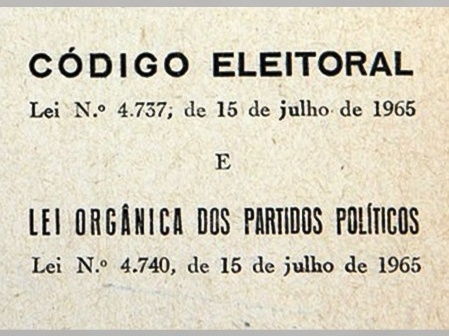 CÓDIGO ELEITORAL
Lei N.º 4.737; de 15 de julho de 1965
E
LEI ORGÂNICA DOS PARTIDOS POLÍTICOS
Lei N.º 4.740, de 15 de julho de 1965